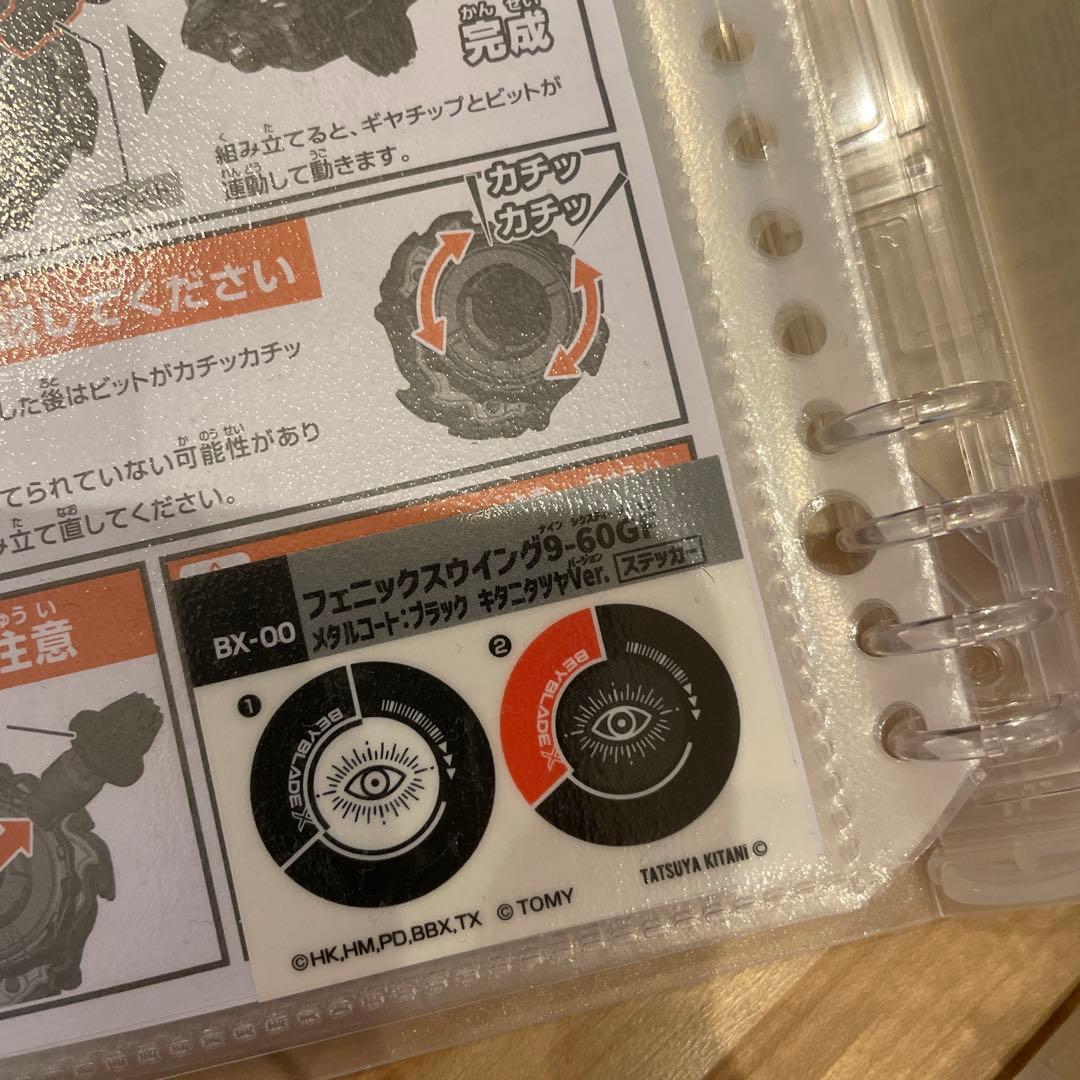 完成
組み立てると、ギヤチップとビットが
連動して動きます。
カチッ
カチッ
してください
した後はビットがカチッカチッ
てられていない可能性があり
み立て直してください。
注意
BX-00
フェニックスウイング9-60GF
メタルコート:ブラック キタニタツヤVer. ステッカー
1
BEYBLADE X
2
BEYBLADE X
©HK,HM,PD,BBX,TX ©TOMY
TATSUYA KITANi ©